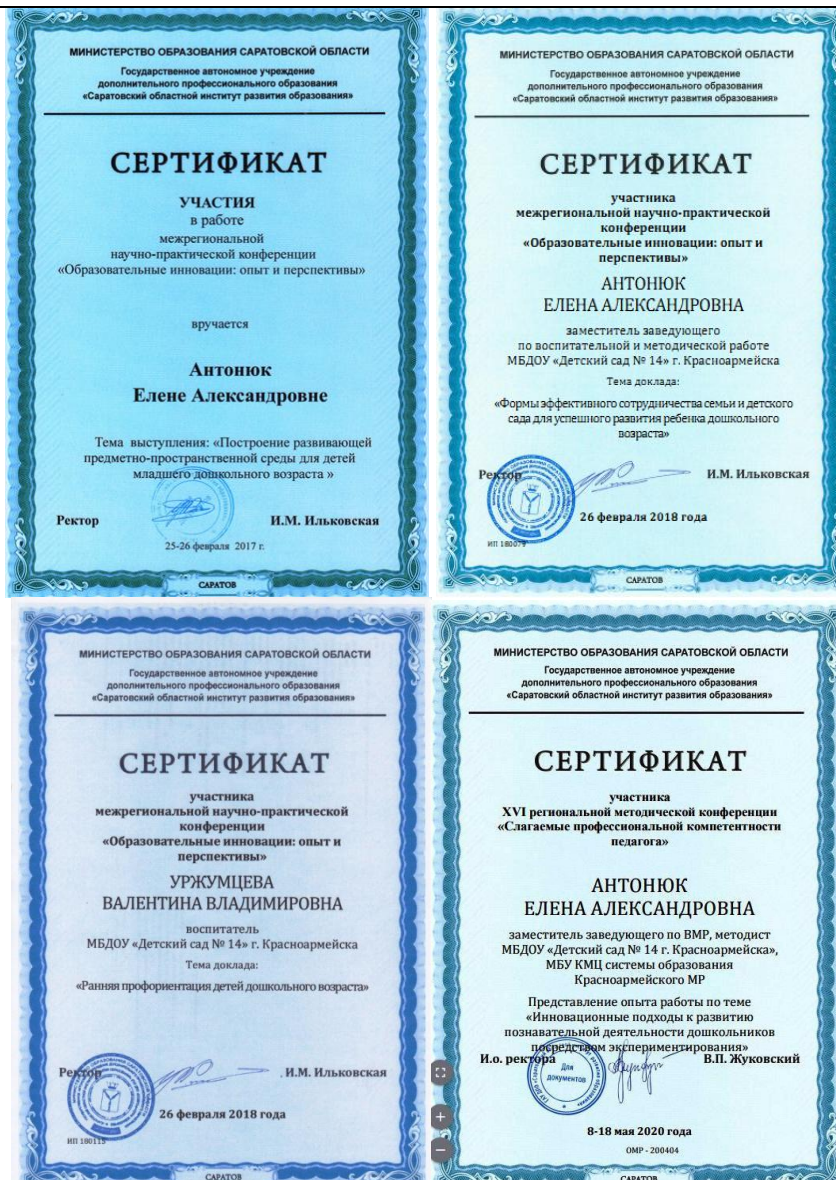 МИНИСТЕРСТВО ОБРАЗОВАНИЯ САРАТОВСКОЙ ОБЛАСТИ
Государственное автономное учреждение
дополнительного профессионального образования
«Саратовский областной институт развития образования»
СЕРТИФИКАТ
УЧАСТИЯ
в работе
межрегиональной
научно-практической конференции
«Образовательные инновации: опыт и перспективы»
вручается
Антонюк
Елене Александровне
Тема выступления: «Построение развивающей
предметно-пространственной среды для детей
младшего дошкольного возраста »
Ректор И.М. Ильковская
25-26 февраля 2017 г.
САРАТОВ
МИНИСТЕРСТВО ОБРАЗОВАНИЯ САРАТОВСКОЙ ОБЛАСТИ
Государственное автономное учреждение
дополнительного профессионального образования
«Саратовский областной институт развития образования»
СЕРТИФИКАТ
участника
межрегиональной научно-практической
конференции
«Образовательные инновации: опыт и
перспективы»
АНТОНЮК
ЕЛЕНА АЛЕКСАНДРОВНА
заместитель заведующего
по воспитательной и методической работе
МБДОУ «Детский сад № 14» г. Красноармейска
Тема доклада:
«Формы эффективного сотрудничества семьи и детского
сада для успешного развития ребенка дошкольного
возраста»
Ректор И.М. Ильковская
26 февраля 2018 года
ИП 180079
САРАТОВ
МИНИСТЕРСТВО ОБРАЗОВАНИЯ САРАТОВСКОЙ ОБЛАСТИ
Государственное автономное учреждение
дополнительного профессионального образования
«Саратовский областной институт развития образования»
СЕРТИФИКАТ
участника
межрегиональной научно-практической
конференции
«Образовательные инновации: опыт и
перспективы»
УРЖУМЦЕВА
ВАЛЕНТИНА ВЛАДИМИРОВНА
воспитатель
МБДОУ «Детский сад № 14» г. Красноармейска
Тема доклада:
«Ранняя профориентация детей дошкольного возраста»
Ректор И.М. Ильковская
26 февраля 2018 года
ИП 180115
САРАТОВ
МИНИСТЕРСТВО ОБРАЗОВАНИЯ САРАТОВСКОЙ ОБЛАСТИ
Государственное автономное учреждение
дополнительного профессионального образования
«Саратовский областной институт развития образования»
СЕРТИФИКАТ
участника
XVI региональной методической конференции
«Слагаемые профессиональной компетентности
педагога»
АНТОНЮК
ЕЛЕНА АЛЕКСАНДРОВНА
заместитель заведующего по ВМР, методист
МБДОУ «Детский сад № 14 г. Красноармейска»,
МБУ КМЦ системы образования
Красноармейского МР
Представление опыта работы по теме
«Инновационные подходы к развитию
познавательной деятельности дошкольников
посредством экспериментирования»
И.о. ректора В.П. Жуковский
Для
документов
8-18 мая 2020 года
ОМР - 200404
САРАТОВ